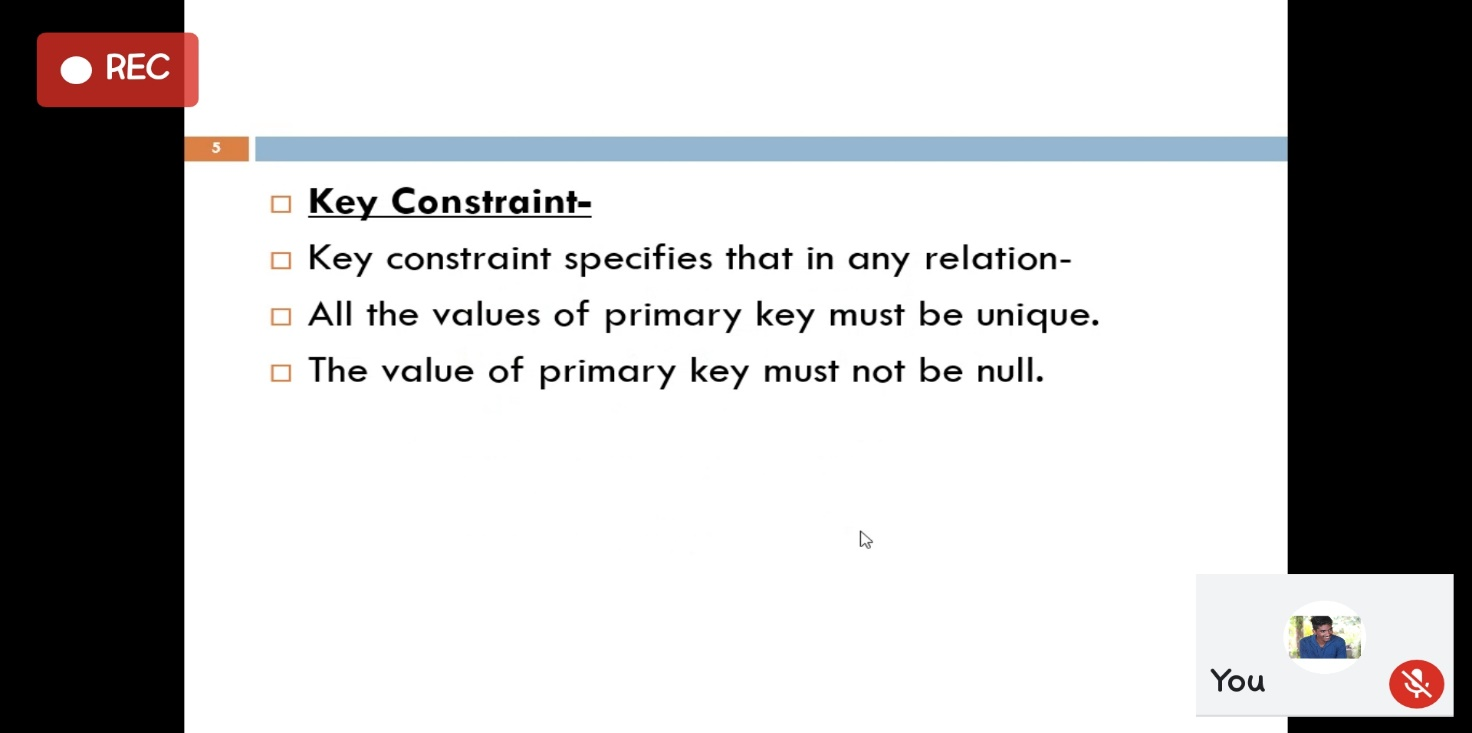 REC
5
Key Constraint-
Key constraint specifies that in any relation-
All the values of primary key must be unique.
The value of primary key must not be null.
You